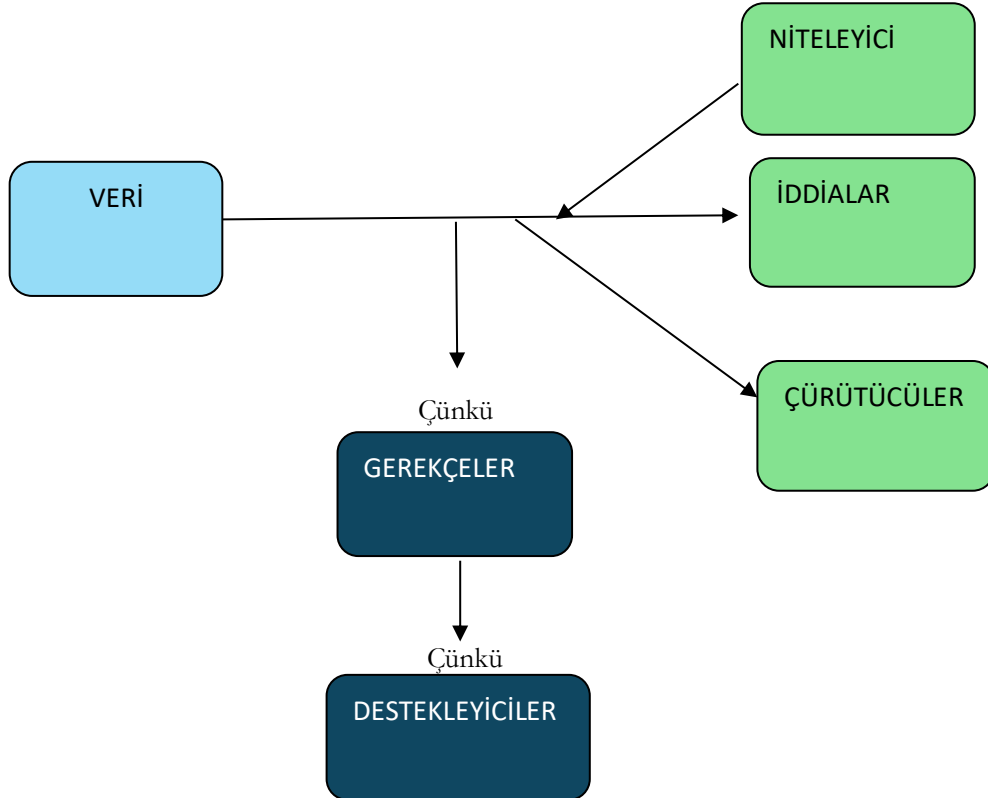 NİTELEYİCİ
VERİ
İDDİALAR
ÇÜRÜTÜCÜLER
Çünkü
GEREKÇELER
Çünkü
DESTEKLEYİCİLER